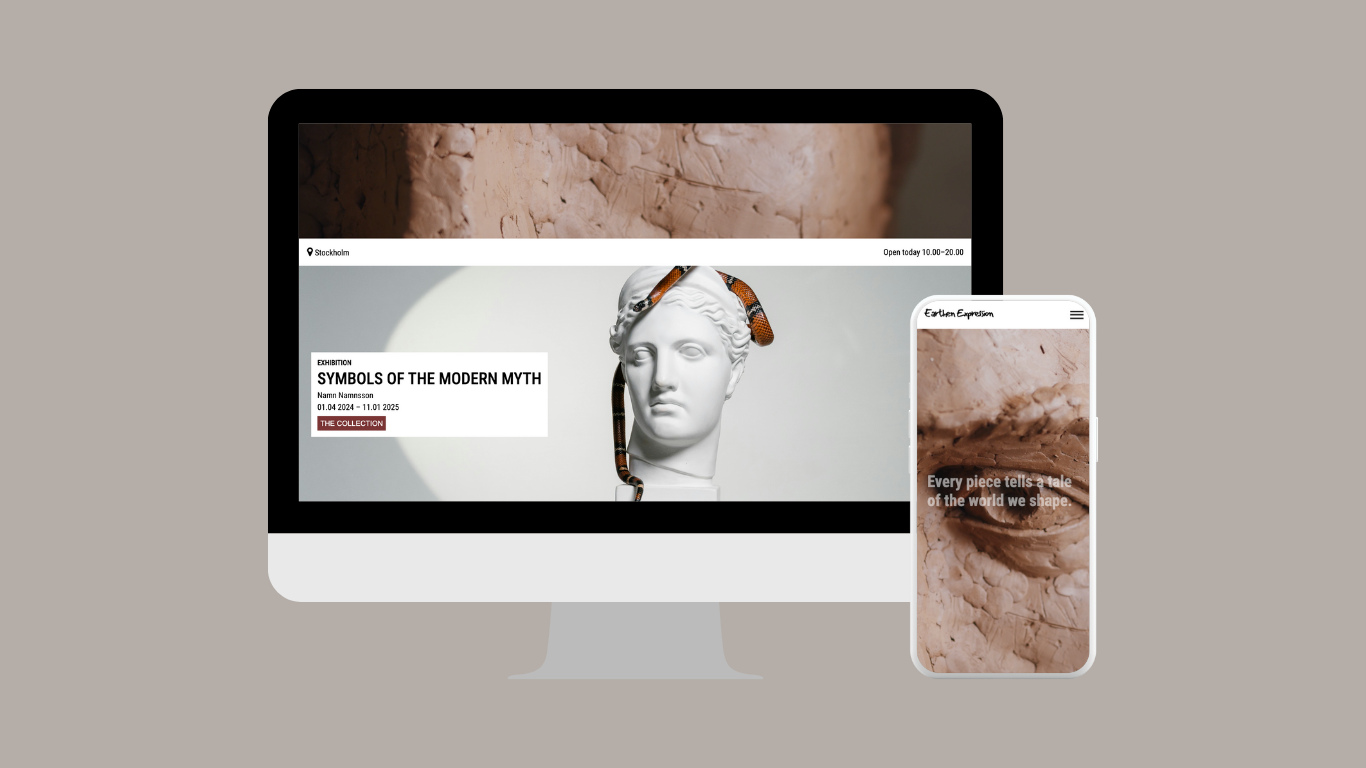 Stockholm
Open today 10.00–20.00
EXHIBITION
SYMBOLS OF THE MODERN MYTH
Namn Namnsson
01.04 2024 – 11.01 2025
THE COLLECTION
Earthen Expression
Every piece tells a tale
of the world we shape.